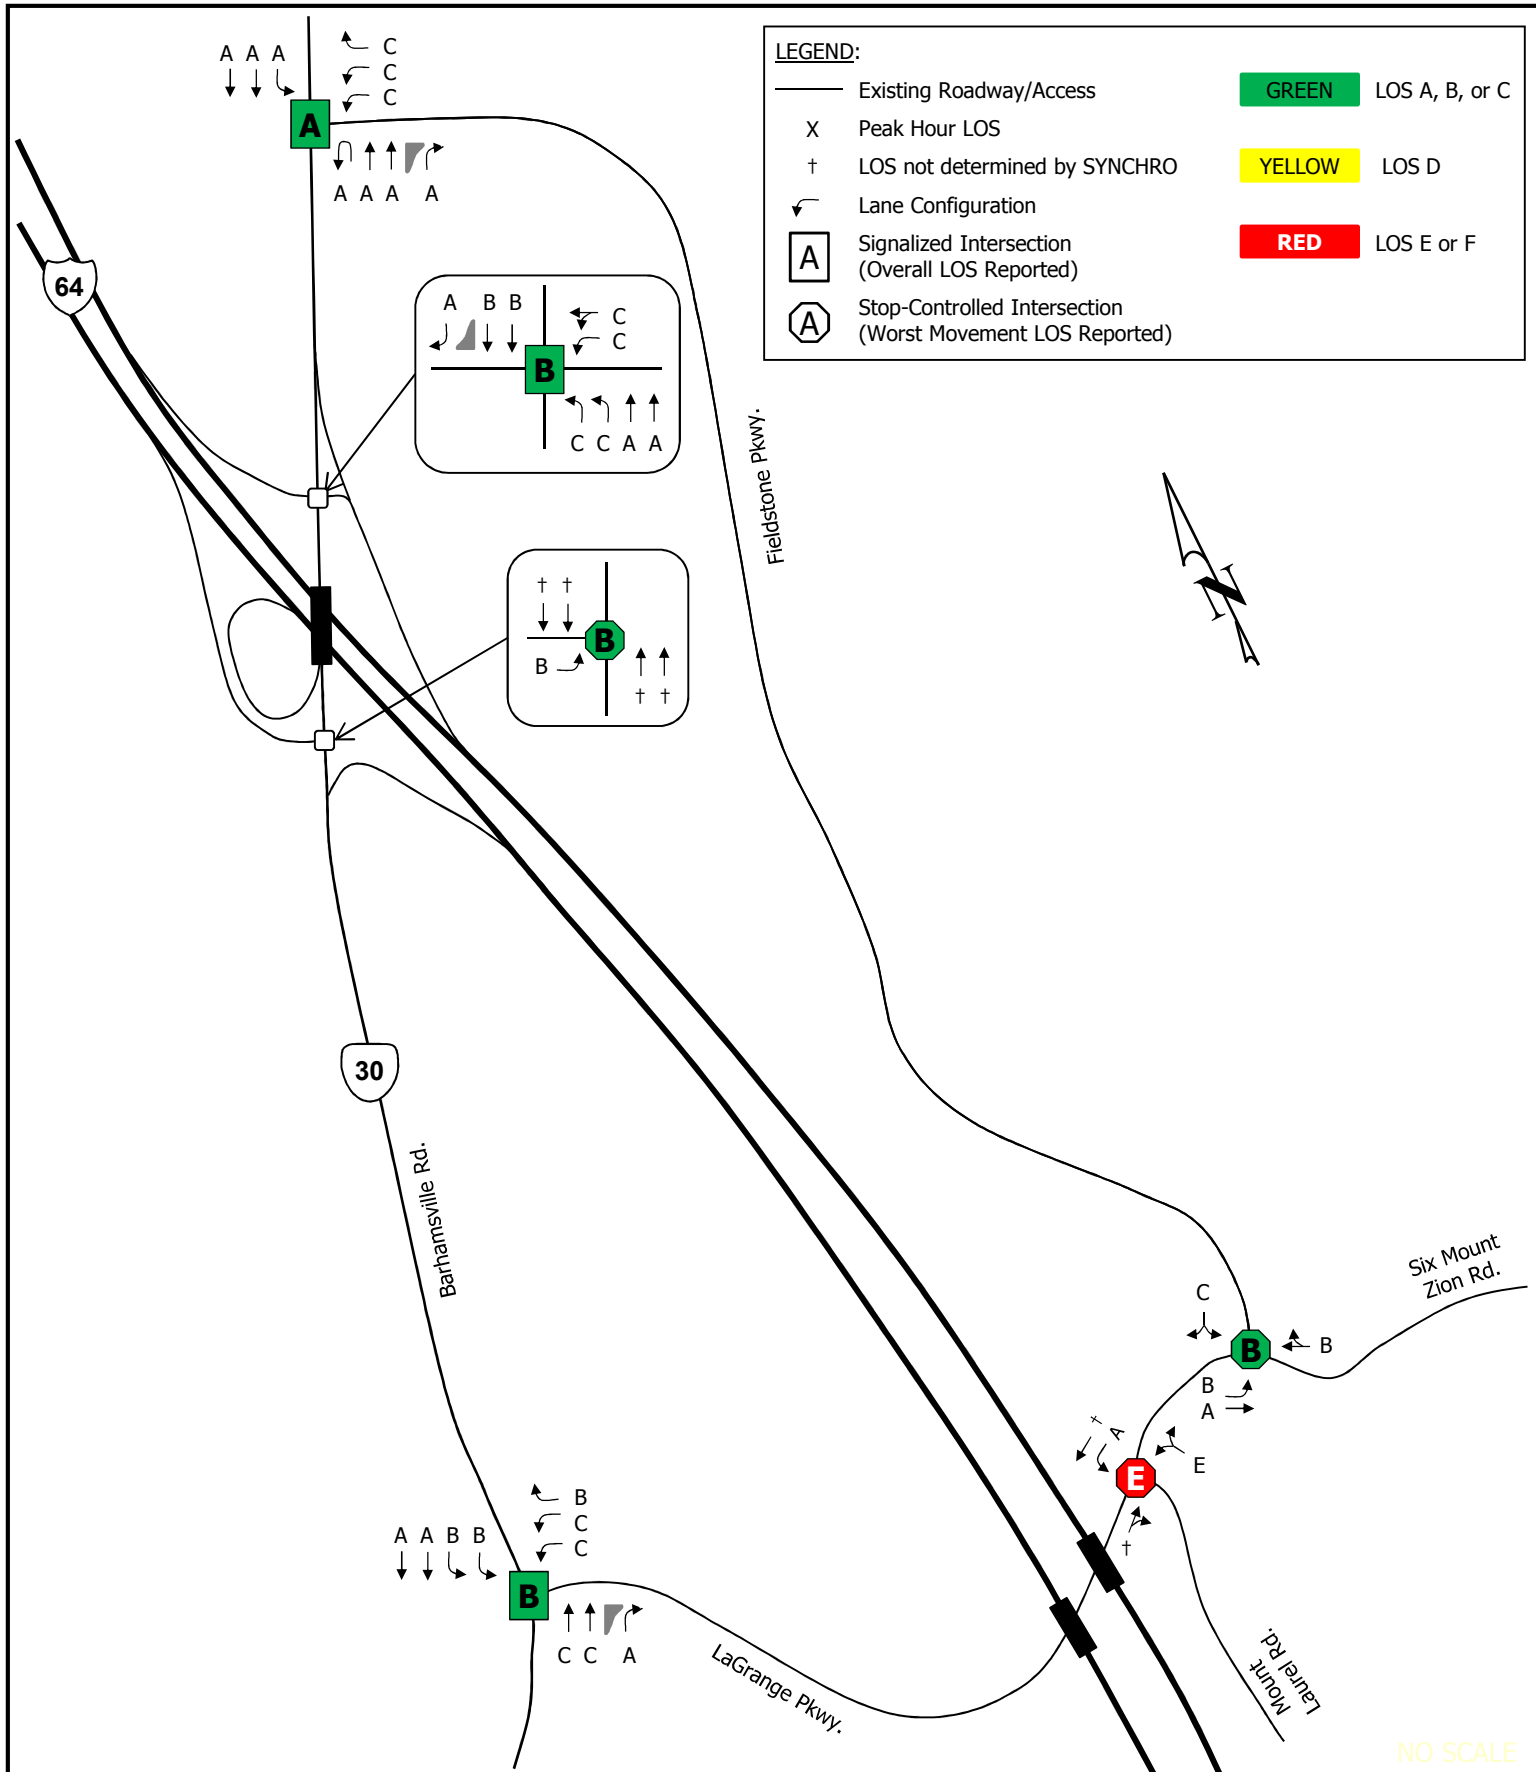 LEGEND:
Existing Roadway/Access
X Peak Hour LOS
† LOS not determined by SYNCHRO
Lane Configuration
A Signalized Intersection
(Overall LOS Reported)
A Stop-Controlled Intersection
(Worst Movement LOS Reported)
GREEN LOS A, B, or C
YELLOW LOS D
RED LOS E or F
A A A
C
C
C
A
A A A A
64
A B B
C
C
B
C C A A
† †
B
B
† †
Fieldstone Pkwy.
N
30
Barhamsville Rd.
Six Mount
Zion Rd.
C
B
B
B
A
† A
E
E
†
B
C
C
A A B B
B
C C A
LaGrange Pkwy.
Mount
Laurel Rd.
NO SCALE